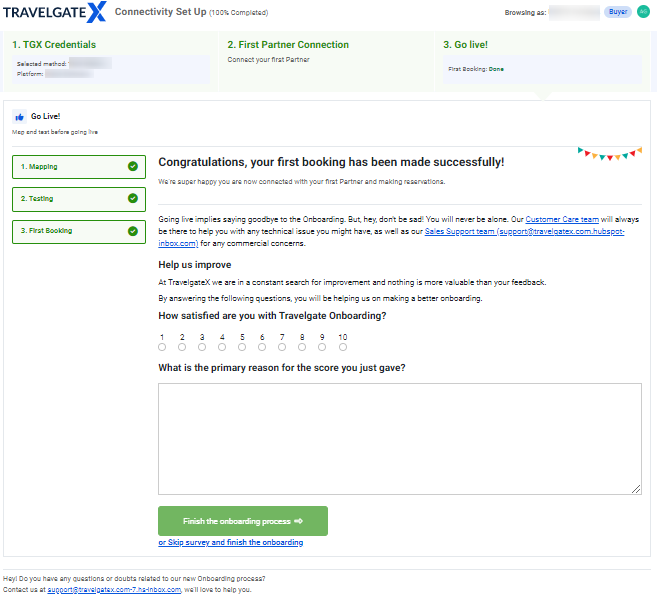 TRAVELGATEX Connectivity Set Up (100% Completed) Browsing as: Buyer
1. TGX Credentials
Selected method:
Platform:
2. First Partner Connection
Connect your first Partner
3. Go live!
First Booking: Done
Go Live!
Map and test before going live
1. Mapping
2. Testing
3. First Booking
Congratulations, your first booking has been made successfully!
We're super happy you are now connected with your first Partner and making reservations.
Going live implies saying goodbye to the Onboarding. But, hey, don't be sad! You will never be alone. Our Customer Care team will always
be there to help you with any technical issue you might have, as well as our Sales Support team (support@travelgatex.com.hubspot-
inbox.com) for any commercial concerns.
Help us improve
At TravelgateX we are in a constant search for improvement and nothing is more valuable than your feedback.
By answering the following questions, you will be helping us on making a better onboarding.
How satisfied are you with Travelgate Onboarding?
1 2 3 4 5 6 7 8 9 10
What is the primary reason for the score you just gave?
Finish the onboarding process ⇨
or Skip survey and finish the onboarding
Hey! Do you have any questions or doubts related to our new Onboarding process?
Contact us at support@travelgatex.com-7.hs-inbox.com, we'll love to help you.